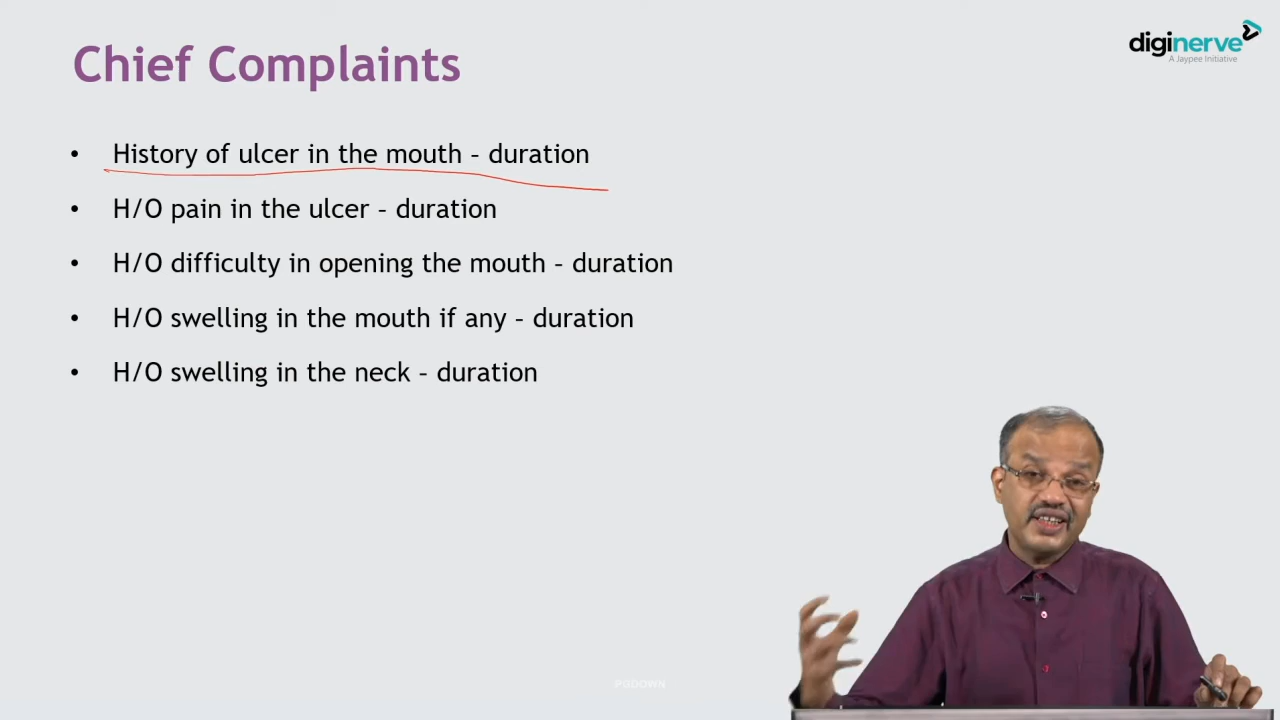 Chief Complaints
diginerve
A Jaypee Initiative
• History of ulcer in the mouth – duration
• H/O pain in the ulcer – duration
• H/O difficulty in opening the mouth – duration
• H/O swelling in the mouth if any – duration
• H/O swelling in the neck – duration
PGDOWN